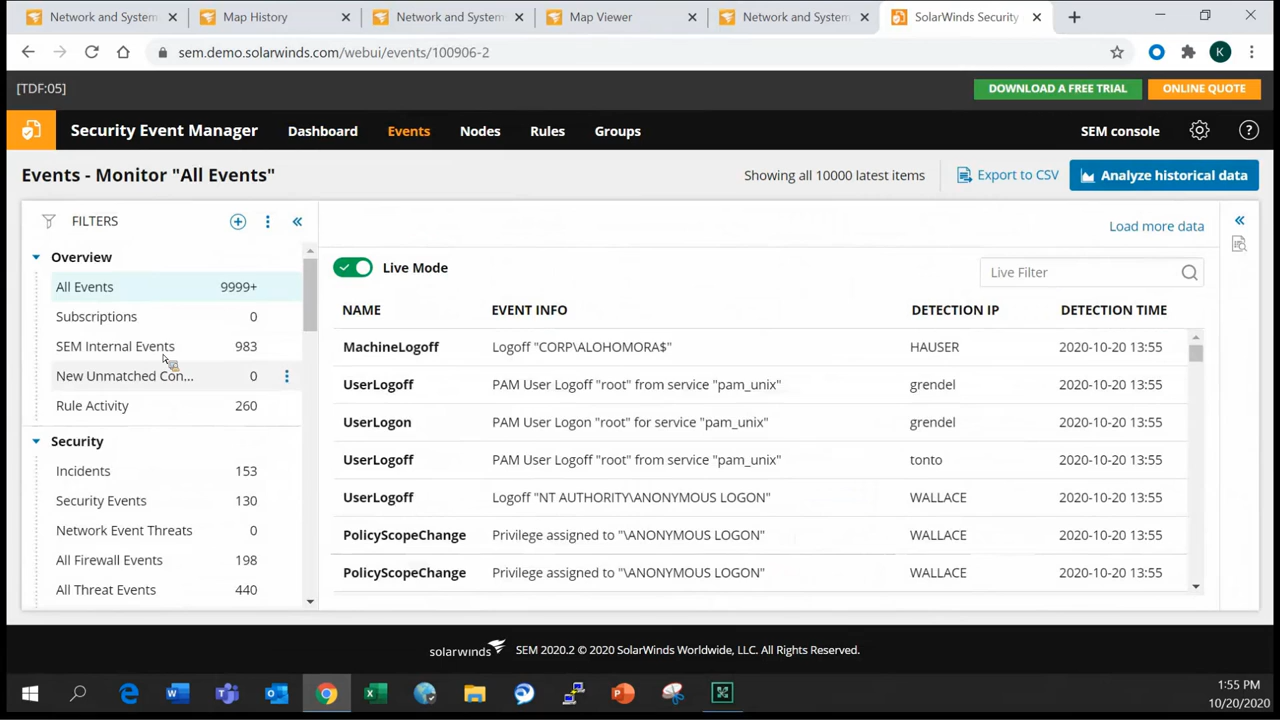 Network and System
Map History
Network and System
Map Viewer
Network and System
SolarWinds Security
sem.demo.solarwinds.com/webui/events/100906-2
K
[TDF:05]
DOWNLOAD A FREE TRIAL
ONLINE QUOTE
Security Event Manager
Dashboard
Events
Nodes
Rules
Groups
SEM console
Events - Monitor "All Events"
Showing all 10000 latest items
Export to CSV
Analyze historical data
FILTERS
Load more data
Overview
All Events 9999+
Subscriptions 0
SEM Internal Events 983
New Unmatched Con... 0
Rule Activity 260
Security
Incidents 153
Security Events 130
Network Event Threats 0
All Firewall Events 198
All Threat Events 440
Live Mode
Live Filter
NAME EVENT INFO DETECTION IP DETECTION TIME
MachineLogoff Logoff "CORP\ALOHOMORA$" HAUSER 2020-10-20 13:55
UserLogoff PAM User Logoff "root" from service "pam_unix" grendel 2020-10-20 13:55
UserLogon PAM User Logon "root" for service "pam_unix" grendel 2020-10-20 13:55
UserLogoff PAM User Logoff "root" from service "pam_unix" tonto 2020-10-20 13:55
UserLogoff Logoff "NT AUTHORITY\ANONYMOUS LOGON" WALLACE 2020-10-20 13:55
PolicyScopeChange Privilege assigned to "\ANONYMOUS LOGON" WALLACE 2020-10-20 13:55
PolicyScopeChange Privilege assigned to "\ANONYMOUS LOGON" WALLACE 2020-10-20 13:55
solarwinds SEM 2020.2 © 2020 SolarWinds Worldwide, LLC. All Rights Reserved.
1:55 PM
10/20/2020